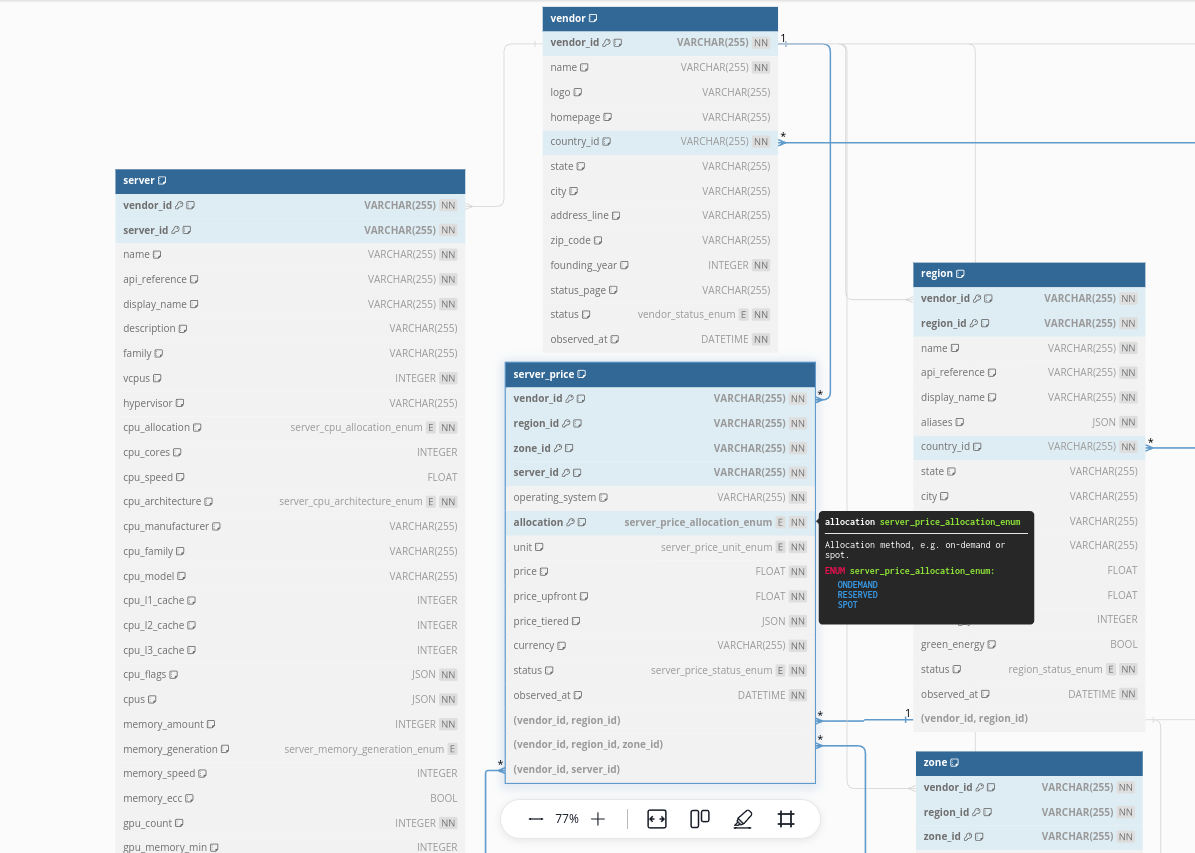 vendor
vendor_id VARCHAR(255) NN
name VARCHAR(255) NN
logo VARCHAR(255)
homepage VARCHAR(255)
country_id VARCHAR(255) NN
state VARCHAR(255)
city VARCHAR(255)
address_line VARCHAR(255)
zip_code VARCHAR(255)
founding_year INTEGER NN
status_page VARCHAR(255)
status vendor_status_enum E NN
observed_at DATETIME NN
1
*
server
vendor_id VARCHAR(255) NN
server_id VARCHAR(255) NN
name VARCHAR(255) NN
api_reference VARCHAR(255) NN
display_name VARCHAR(255) NN
description VARCHAR(255)
family VARCHAR(255)
vcpus INTEGER NN
hypervisor VARCHAR(255)
cpu_allocation server_cpu_allocation_enum E NN
cpu_cores INTEGER
cpu_speed FLOAT
cpu_architecture server_cpu_architecture_enum E NN
cpu_manufacturer VARCHAR(255)
cpu_family VARCHAR(255)
cpu_model VARCHAR(255)
cpu_l1_cache INTEGER
cpu_l2_cache INTEGER
cpu_l3_cache INTEGER
cpu_flags JSON NN
cpus JSON NN
memory_amount INTEGER NN
memory_generation server_memory_generation_enum E
memory_speed INTEGER
memory_ecc BOOL
gpu_count INTEGER NN
gpu_memory_min INTEGER
server_price
vendor_id VARCHAR(255) NN
region_id VARCHAR(255) NN
zone_id VARCHAR(255) NN
server_id VARCHAR(255) NN
operating_system VARCHAR(255) NN
allocation server_price_allocation_enum E NN
unit server_price_unit_enum E NN
price FLOAT NN
price_upfront FLOAT NN
price_tiered JSON NN
currency VARCHAR(255) NN
status server_price_status_enum E NN
observed_at DATETIME NN
(vendor_id, region_id)
(vendor_id, region_id, zone_id)
(vendor_id, server_id)
*
*
*
*
allocation server_price_allocation_enum
Allocation method, e.g. on-demand or
spot.
ENUM server_price_allocation_enum:
ONDEMAND
RESERVED
SPOT
region
vendor_id VARCHAR(255) NN
region_id VARCHAR(255) NN
name VARCHAR(255) NN
api_reference VARCHAR(255) NN
display_name VARCHAR(255) NN
aliases JSON NN
country_id VARCHAR(255) NN
*
state VARCHAR(255)
city VARCHAR(255)
VARCHAR(255)
VARCHAR(255)
FLOAT
FLOAT
INTEGER
green_energy BOOL
status region_status_enum E NN
observed_at DATETIME NN
1
(vendor_id, region_id)
zone
vendor_id VARCHAR(255) NN
region_id VARCHAR(255) NN
zone_id VARCHAR(255) NN
77%